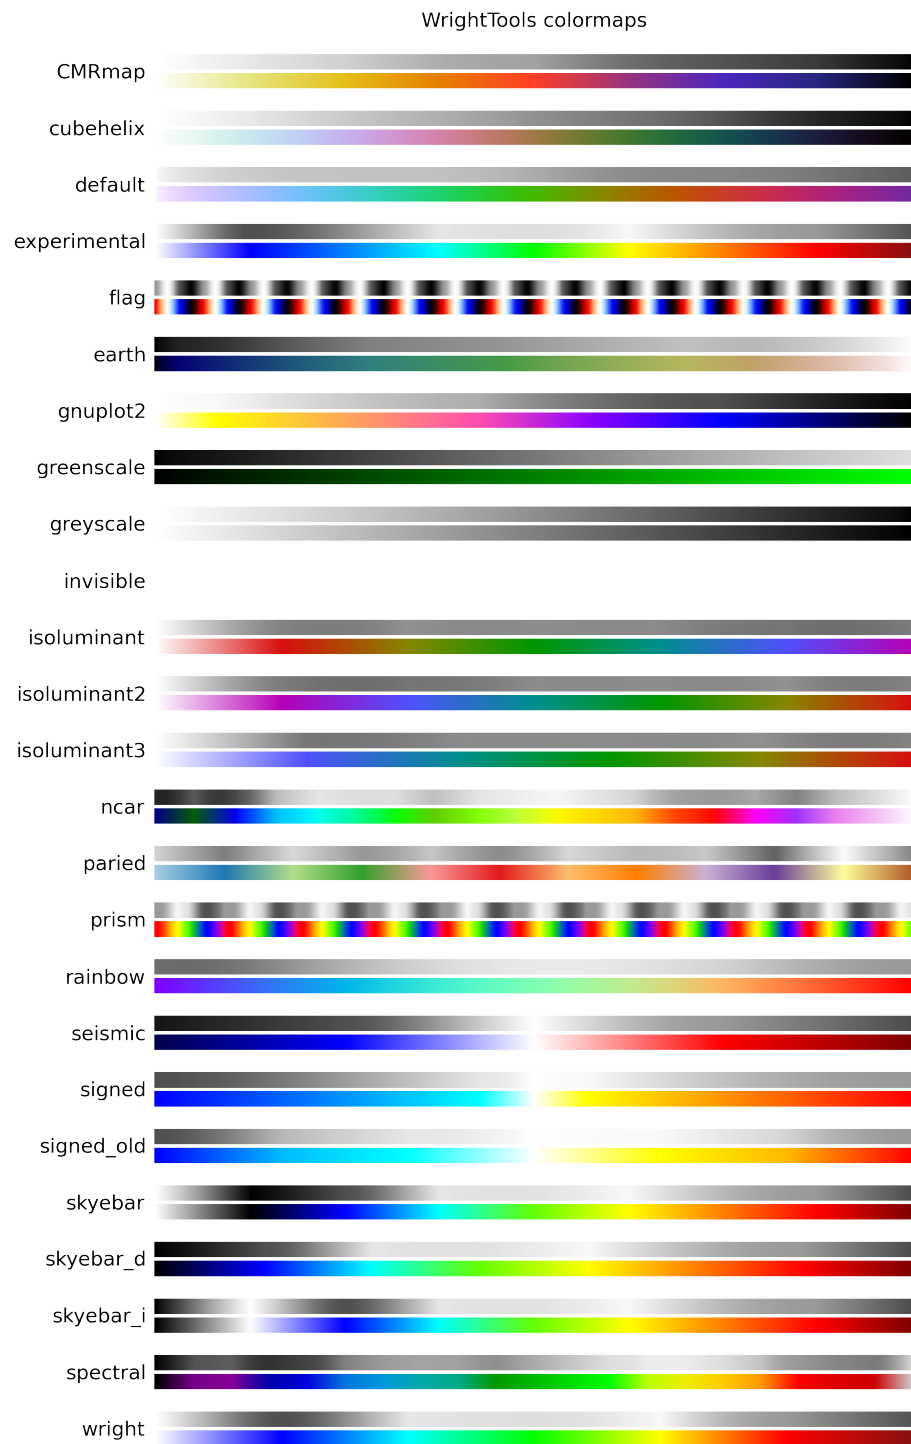 WrightTools colormaps
CMRmap
cubehelix
default
experimental
flag
earth
gnuplot2
greenscale
greyscale
invisible
isoluminant
isoluminant2
isoluminant3
ncar
paried
prism
rainbow
seismic
signed
signed_old
skyebar
skyebar_d
skyebar_i
spectral
wright